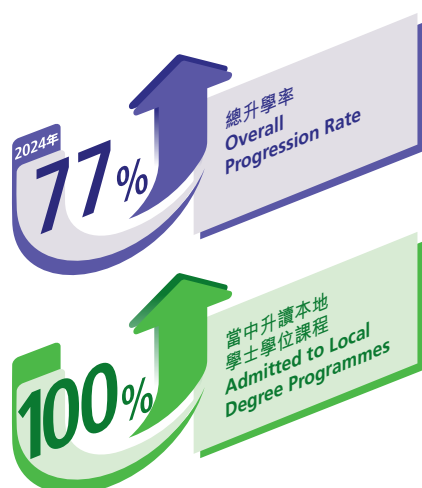 2024年
77%
總升學率
Overall
Progression Rate
100%
當中升讀本地
學士學位課程
Admitted to Local
Degree Programmes